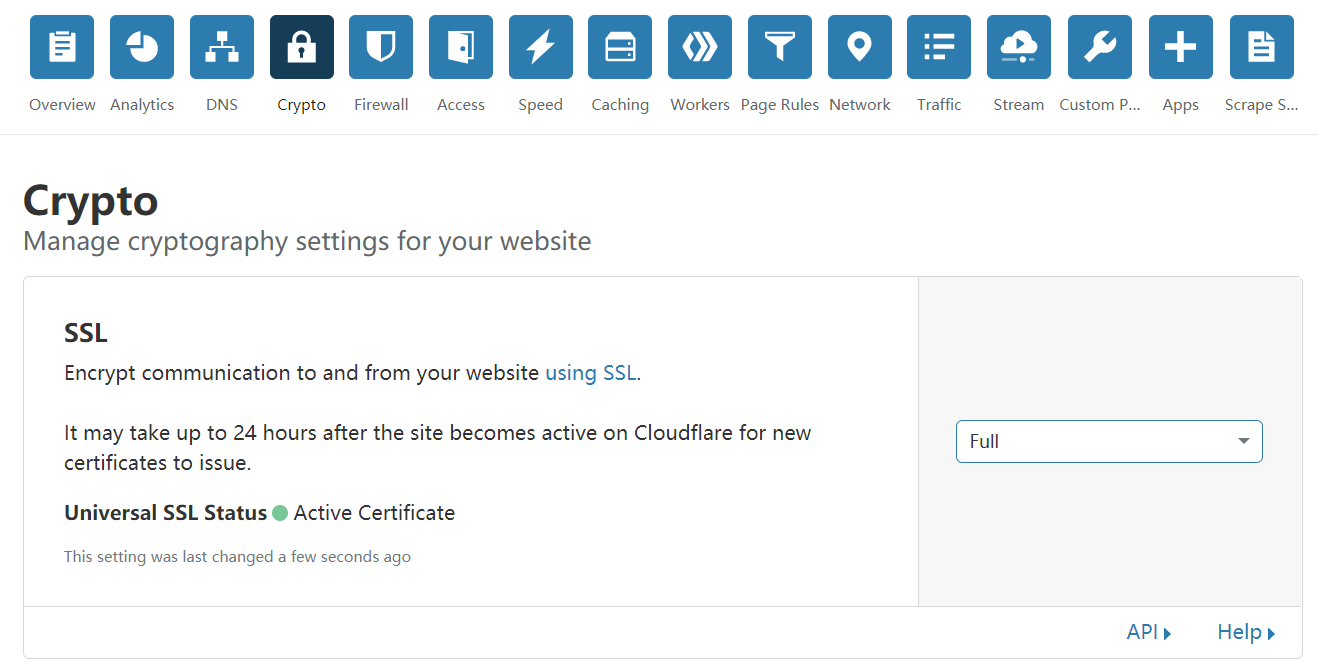 Overview Analytics DNS Crypto Firewall Access Speed Caching Workers Page Rules Network Traffic Stream Custom P... Apps Scrape S...
Crypto
Manage cryptography settings for your website
SSL
Encrypt communication to and from your website using SSL.
It may take up to 24 hours after the site becomes active on Cloudflare for new
certificates to issue.
Full
Universal SSL Status Active Certificate
This setting was last changed a few seconds ago
API Help